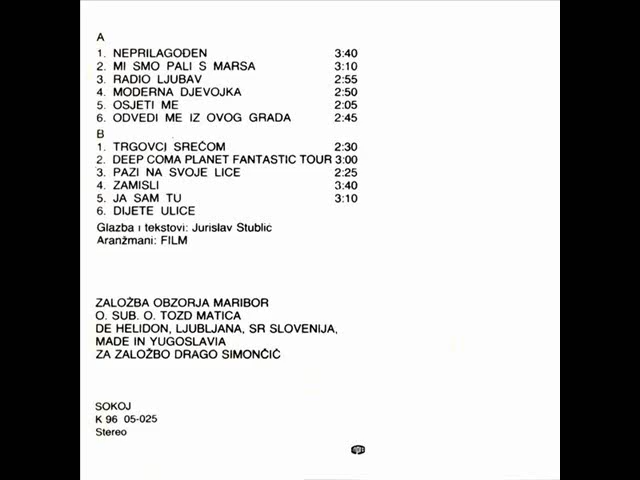 A
1. NEPRILAGOĐEN 3:40
2. MI SMO PALI S MARSA 3:10
3. RADIO LJUBAV 2:55
4. MODERNA DJEVOJKA 2:50
5. OSJETI ME 2:05
6. ODVEDI ME IZ OVOG GRADA 2:45
B
1. TRGOVCI SREĆOM 2:30
2. DEEP COMA PLANET FANTASTIC TOUR 3:00
3. PAZI NA SVOJE LICE 2:25
4. ZAMISLI 3:40
5. JA SAM TU 3:10
6. DIJETE ULICE
Glazba i tekstovi: Jurislav Stublić
Aranžmani: FILM
ZALOŽBA OBZORJA MARIBOR
O. SUB. O. TOZD MATICA
DE HELIDON, LJUBLJANA, SR SLOVENIJA,
MADE IN YUGOSLAVIA
ZA ZALOŽBO DRAGO SIMONČIČ
SOKOJ
K 96 05-025
Stereo